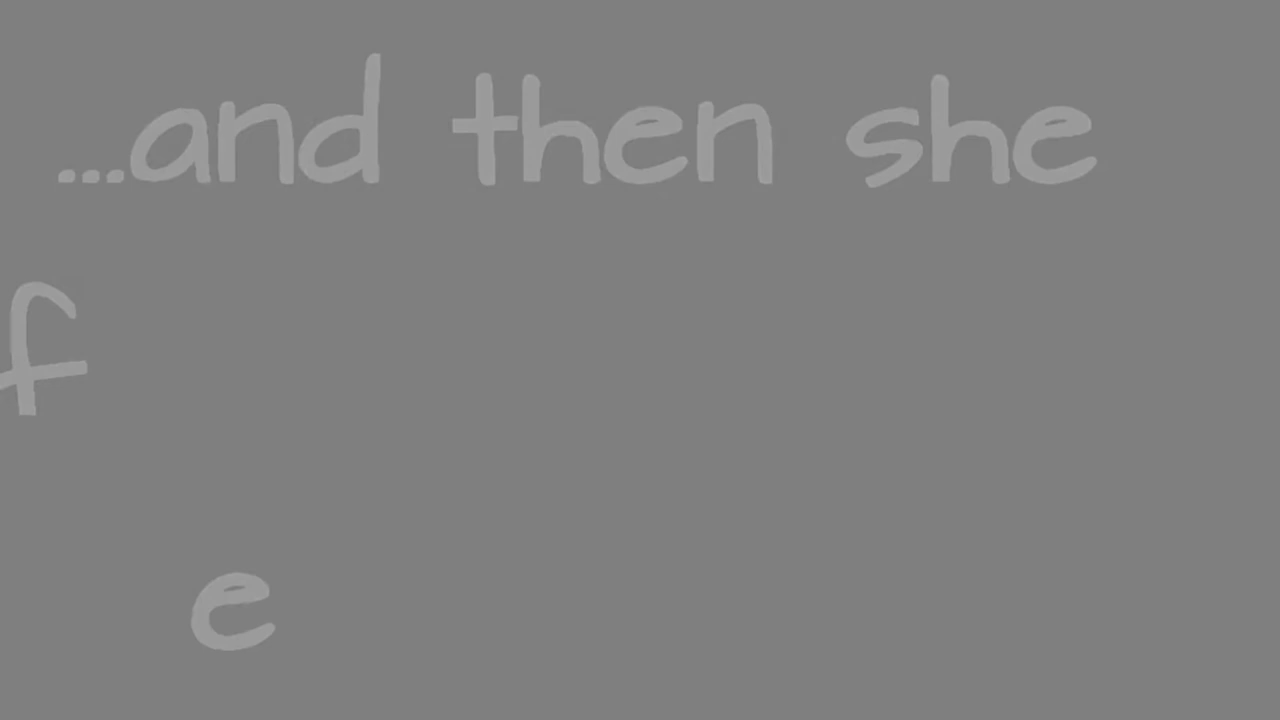 ...and then she
f
e